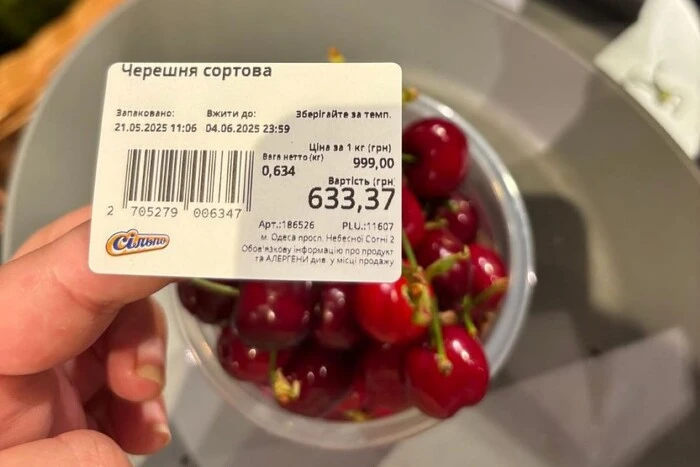 Черешня сортова
Запаковано: Вжити до: Зберігайте за темп.
21.05.2025 11:06 04.06.2025 23:59
Ціна за 1 кг (грн)
Вага нетто (кг) 999,00
0,634
Вартість (грн
633,37
2 705279 006347
Арт.:186526 PLU.:11607
м. Одеса просп. Небесної Сотні 2
Обов'язкову інформацію про продукт
та АЛЕРГЕНИ див. у місці продажу
Сільпо